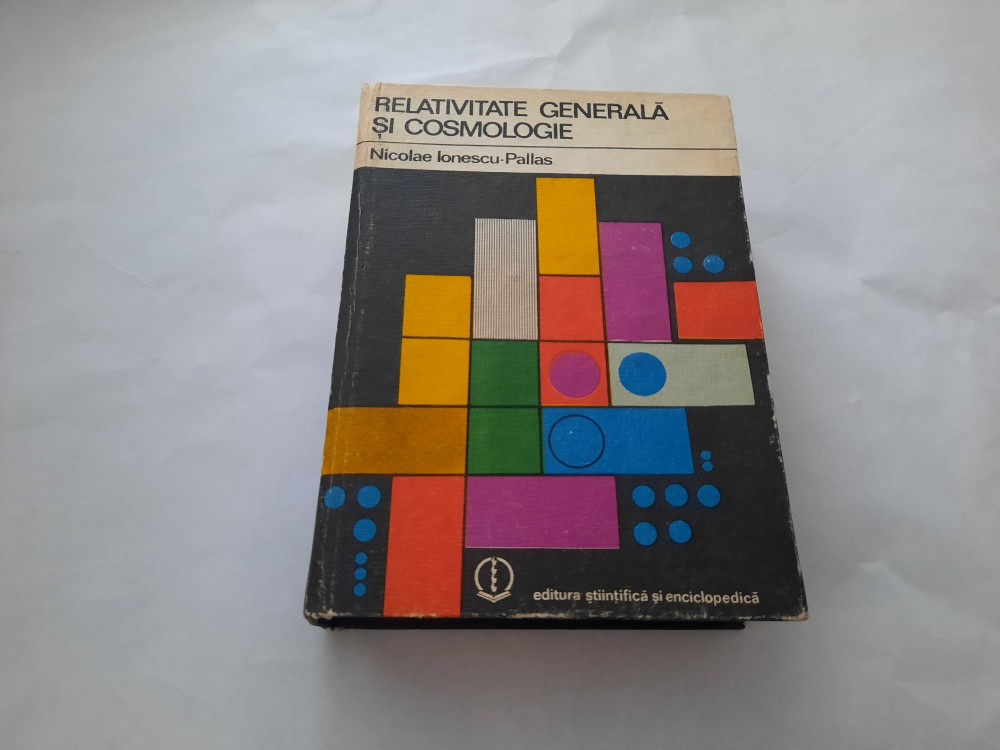 RELATIVITATE GENERALĂ
ȘI COSMOLOGIE
Nicolae Ionescu-Pallas
editura științifică și enciclopedică